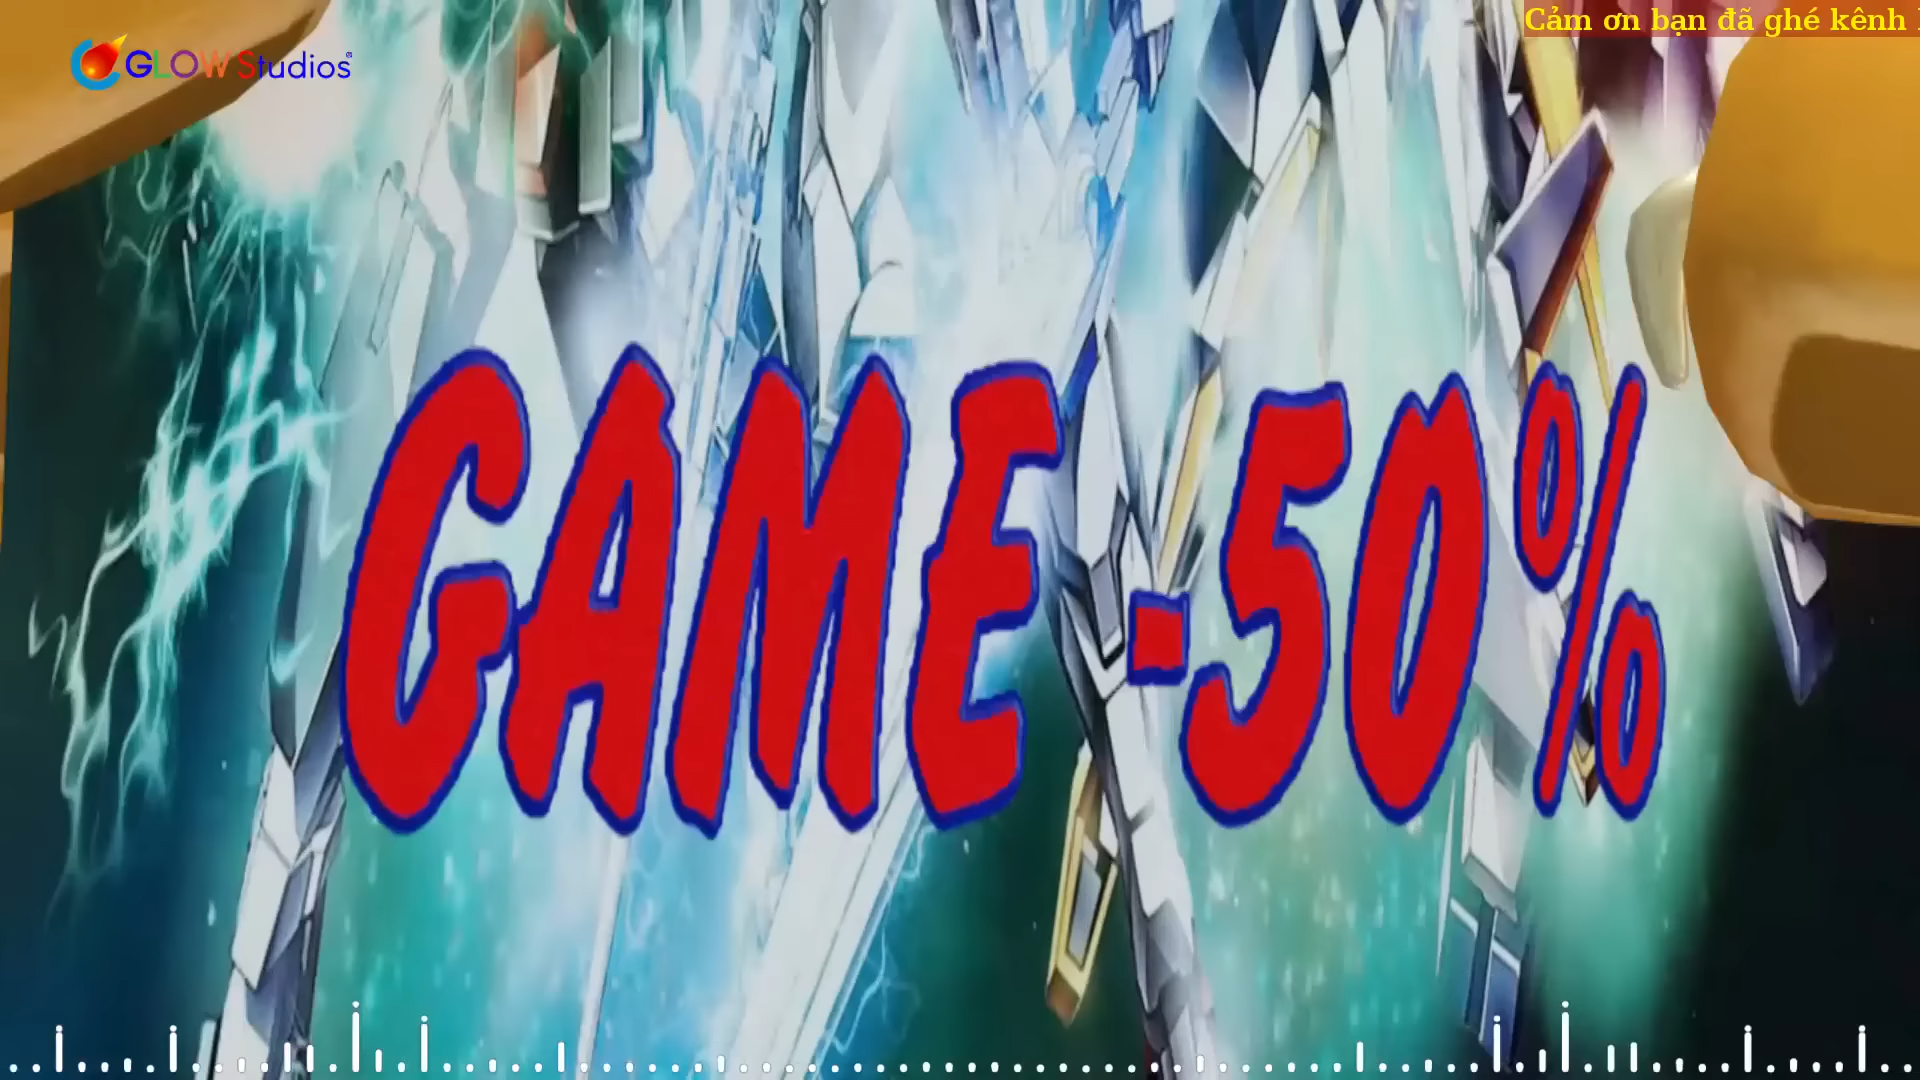 GLOW Studios
Cảm ơn bạn đã ghé kênh
GAME -50%